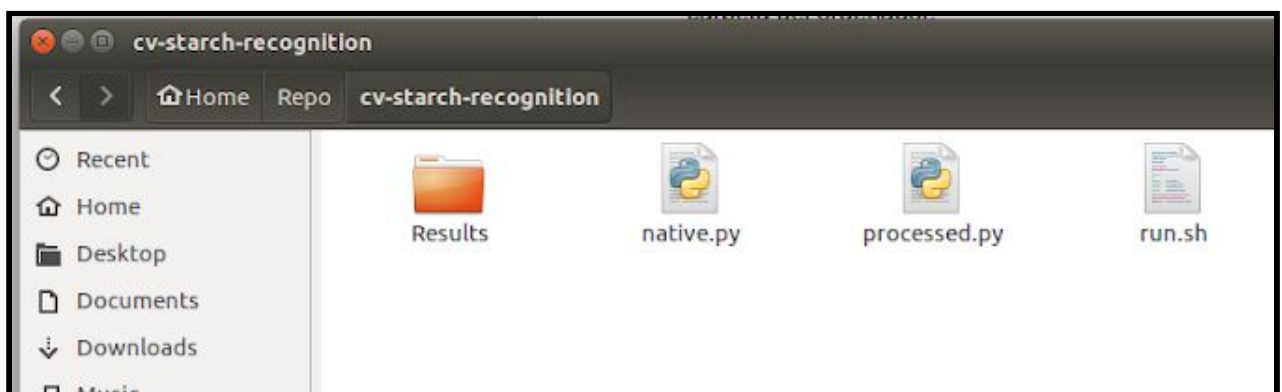 cv-starch-recognition
Home Repo cv-starch-recognition
Recent
Home
Desktop
Documents
Downloads
Music
Results native.py processed.py run.sh